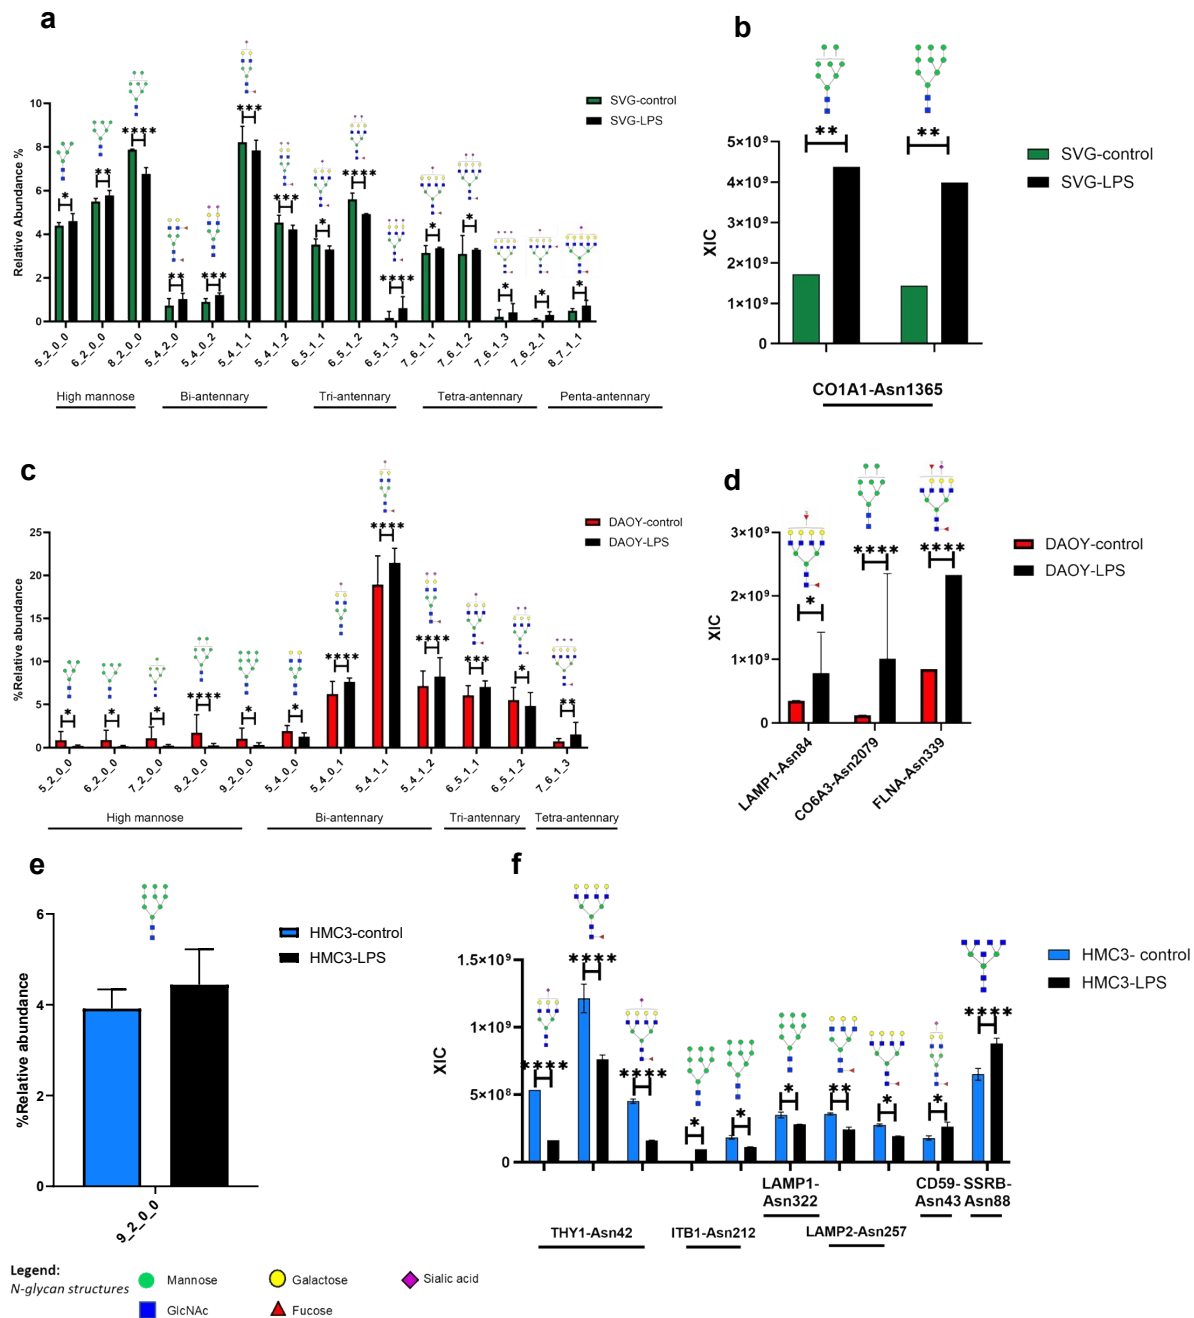 a
Relative Abundance %
10
8
6
4
2
0
SVG-control
SVG-LPS
* ** **** ** *** *** *** * **** **** * * * * *
5_2_0_0 6_2_0_0 8_2_0_0 5_4_2_0 5_4_0_2 5_4_1_1 5_4_1_2 6_5_1_1 6_5_1_2 6_5_1_3 7_6_1_1 7_6_1_2 7_6_1_3 7_6_2_1 8_7_1_1
High mannose Bi-antennary Tri-antennary Tetra-antennary Penta-antennary
b
XIC
5×10⁹
4×10⁹
3×10⁹
2×10⁹
1×10⁹
0
** **
SVG-control
SVG-LPS
CO1A1-Asn1365
c
%Relative abundance
25
20
15
10
5
0
DAOY-control
DAOY-LPS
* * * **** * * **** **** **** *** * **
5_2_0_0 6_2_0_0 7_2_0_0 8_2_0_0 9_2_0_0 5_4_0_0 5_4_0_1 5_4_1_1 5_4_1_2 6_5_1_1 6_5_1_2 7_6_1_3
High mannose Bi-antennary Tri-antennary Tetra-antennary
d
XIC
3×10⁹
2×10⁹
1×10⁹
0
* **** ****
DAOY-control
DAOY-LPS
LAMP1-Asn84 CO6A3-Asn2079 FLNA-Asn339
e
%Relative abundance
6
4
2
0
HMC3-control
HMC3-LPS
9_2_0_0
f
XIC
1.5×10⁹
1×10⁹
5×10⁸
0
**** **** **** * * * ** * * ****
HMC3- control
HMC3-LPS
LAMP1- CD59- SSRB-
Asn322 Asn43 Asn88
THY1-Asn42 ITB1-Asn212 LAMP2-Asn257
Legend:
N-glycan structures
Mannose Galactose Sialic acid
GlcNAc Fucose